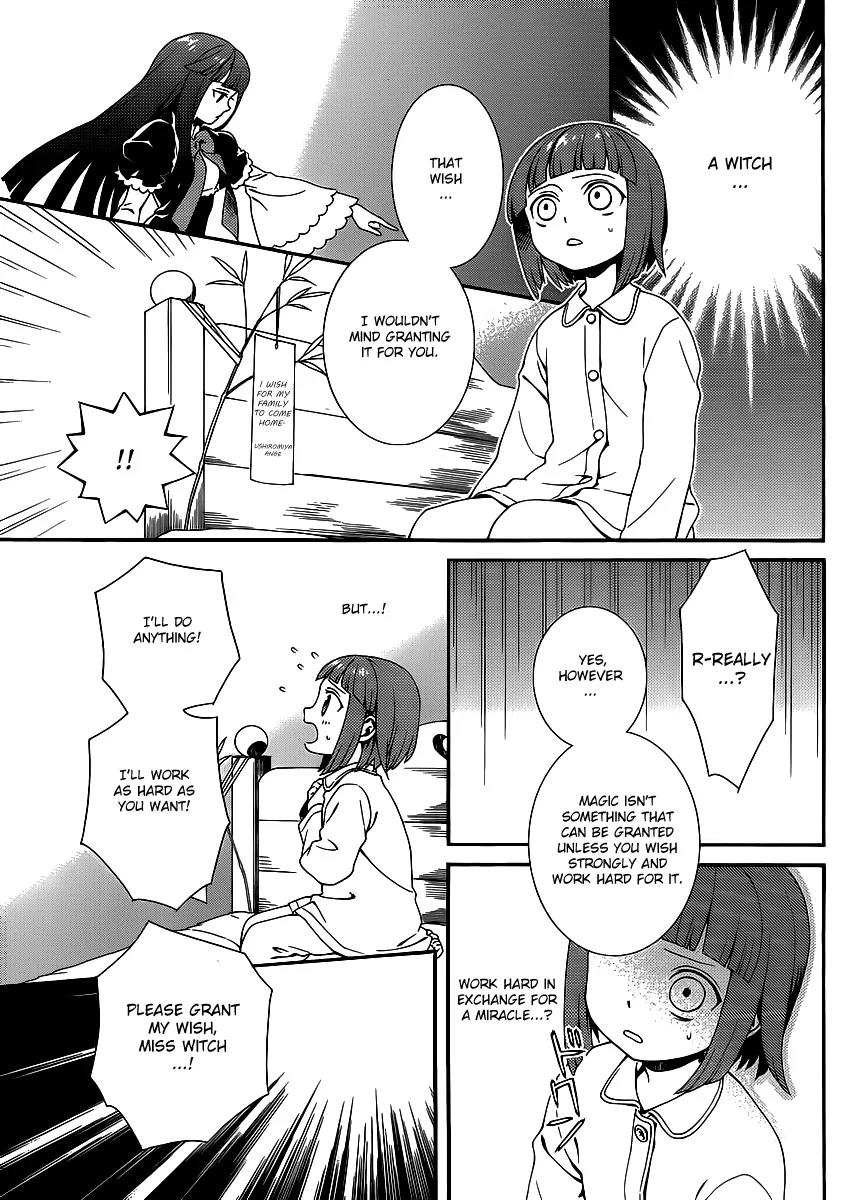 A WITCH
...
THAT
WISH
...
I WOULDN'T
MIND GRANTING
IT FOR YOU.
I WISH
FOR MY
FAMILY
TO COME
HOME.
USHIROMIYA
ANGE
!!
R-REALLY
...?
YES,
HOWEVER
...
MAGIC ISN'T
SOMETHING THAT
CAN BE GRANTED
UNLESS YOU WISH
STRONGLY AND
WORK HARD FOR IT.
WORK HARD IN
EXCHANGE FOR
A MIRACLE...?
ドクン
BUT...!
I'LL DO
ANYTHING!
I'LL WORK
AS HARD AS
YOU WANT!
PLEASE GRANT
MY WISH,
MISS WITCH
...!